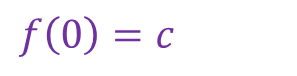 f(0) = c